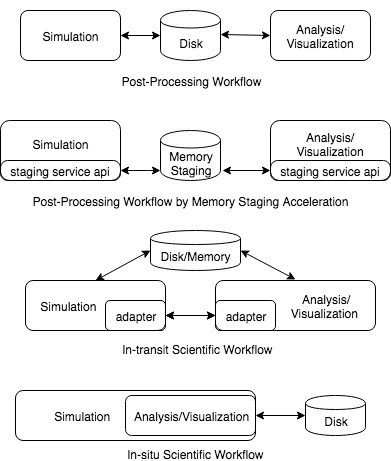 Simulation
Disk
Analysis/
Visualization
Post-Processing Workflow
Simulation
staging service api
Memory
Staging
Analysis/
Visualization
staging service api
Post-Processing Workflow by Memory Staging Acceleration
Disk/Memory
Simulation
adapter
adapter
Analysis/
Visualization
In-transit Scientific Workflow
Simulation
Analysis/Visualization
Disk
In-situ Scientific Workflow